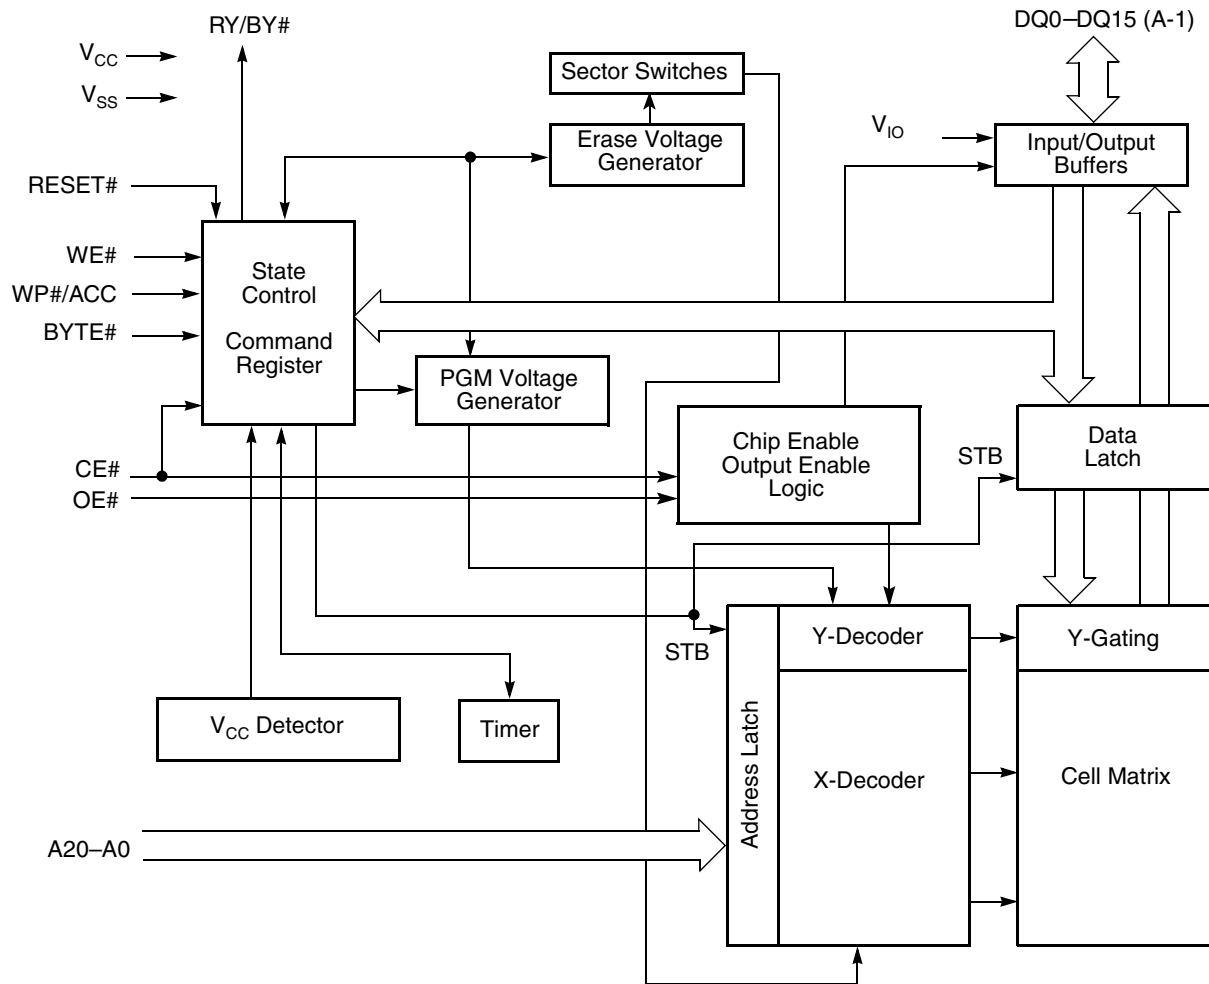 RY/BY#
DQ0–DQ15 (A-1)
VCC
VSS
Sector Switches
Erase Voltage
Generator
VIO
Input/Output
Buffers
RESET#
WE#
WP#/ACC
BYTE#
State
Control
Command
Register
PGM Voltage
Generator
CE#
OE#
Chip Enable
Output Enable
Logic
STB
Data
Latch
STB
Y-Decoder
Y-Gating
VCC Detector
Timer
Address Latch
X-Decoder
Cell Matrix
A20–A0